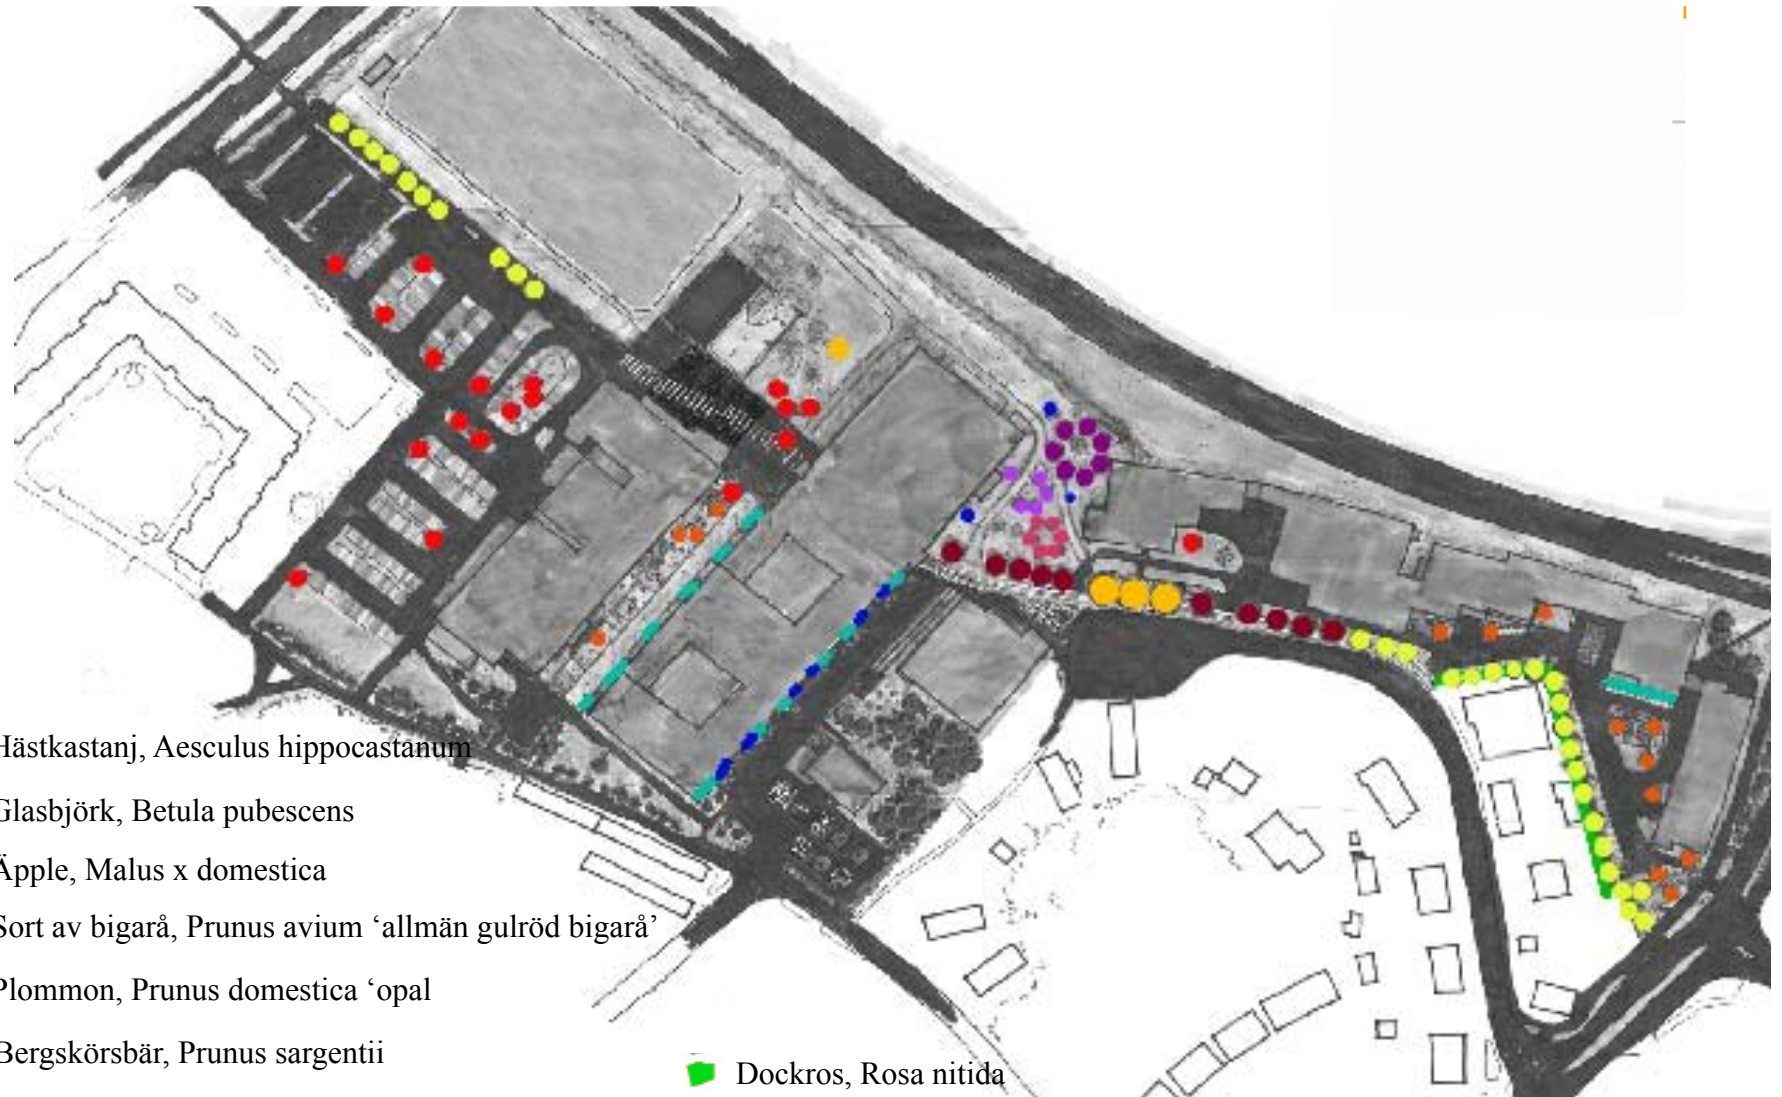 Hästkastanj, Aesculus hippocastanum
Glasbjörk, Betula pubescens
Äpple, Malus x domestica
Sort av bigarå, Prunus avium ‘allmän gulröd bigarå’
Plommon, Prunus domestica ‘opal
Bergskörsbär, Prunus sargentii
Dockros, Rosa nitida